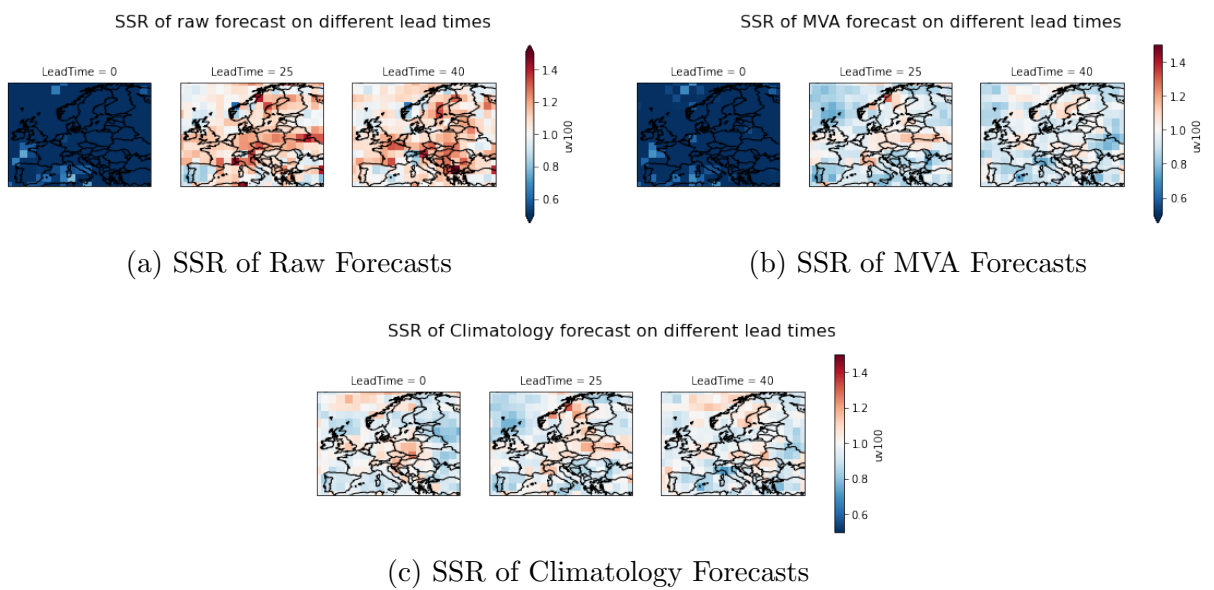 SSR of raw forecast on different lead times
LeadTime = 0
LeadTime = 25
LeadTime = 40
1.4
1.2
1.0
0.8
0.6
uv100
(a) SSR of Raw Forecasts
SSR of MVA forecast on different lead times
LeadTime = 0
LeadTime = 25
LeadTime = 40
1.4
1.2
1.0
0.8
0.6
uv100
(b) SSR of MVA Forecasts
SSR of Climatology forecast on different lead times
LeadTime = 0
LeadTime = 25
LeadTime = 40
1.4
1.2
1.0
0.8
0.6
uv100
(c) SSR of Climatology Forecasts